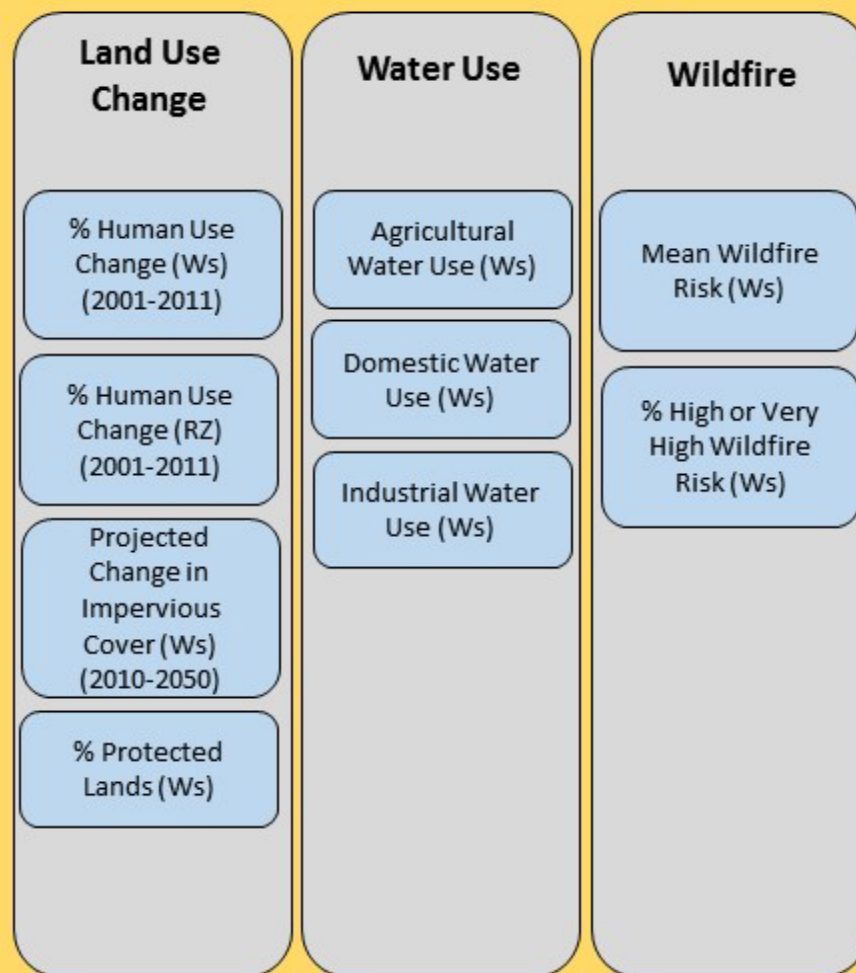 Land Use
Change
% Human Use
Change (Ws)
(2001-2011)
% Human Use
Change (RZ)
(2001-2011)
Projected
Change in
Impervious
Cover (Ws)
(2010-2050)
% Protected
Lands (Ws)
Water Use
Agricultural
Water Use (Ws)
Domestic Water
Use (Ws)
Industrial Water
Use (Ws)
Wildfire
Mean Wildfire
Risk (Ws)
% High or Very
High Wildfire
Risk (Ws)